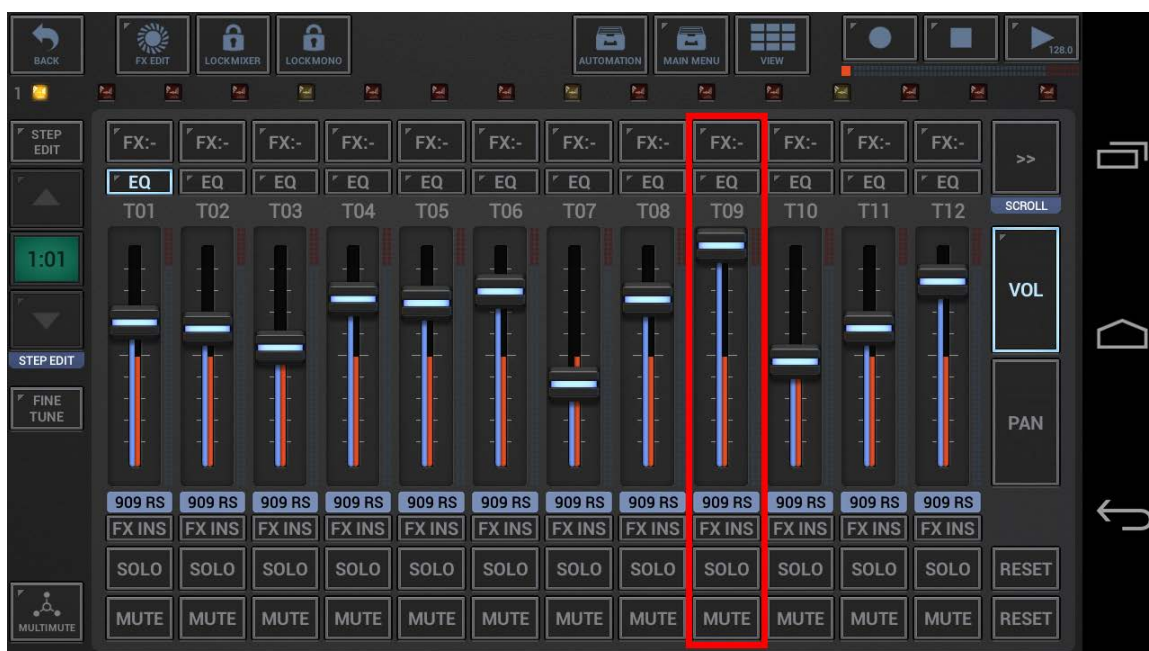 BACK
FX EDIT
LOCKMIXER
LOCKMONO
AUTOMATION
MAIN MENU
VIEW
128.0
1
STEP
EDIT
FX:- FX:- FX:- FX:- FX:- FX:- FX:- FX:- FX:- FX:- FX:- FX:-
>>
EQ EQ EQ EQ EQ EQ EQ EQ EQ EQ EQ EQ
T01 T02 T03 T04 T05 T06 T07 T08 T09 T10 T11 T12
SCROLL
1:01
VOL
STEP EDIT
FINE
TUNE
PAN
909 RS 909 RS 909 RS 909 RS 909 RS 909 RS 909 RS 909 RS 909 RS 909 RS 909 RS 909 RS
FX INS FX INS FX INS FX INS FX INS FX INS FX INS FX INS FX INS FX INS FX INS FX INS
SOLO SOLO SOLO SOLO SOLO SOLO SOLO SOLO SOLO SOLO SOLO SOLO RESET
MULTIMUTE
MUTE MUTE MUTE MUTE MUTE MUTE MUTE MUTE MUTE MUTE MUTE MUTE RESET